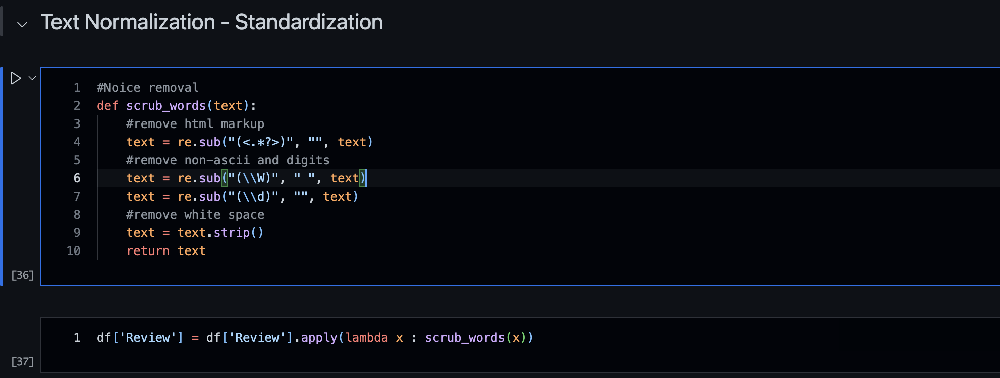 Text Normalization - Standardization
1 #Noice removal
2 def scrub_words(text):
3 #remove html markup
4 text = re.sub("(<.*?>)", "", text)
5 #remove non-ascii and digits
6 text = re.sub("(\\W)", " ", text)
7 text = re.sub("(\\d)", "", text)
8 #remove white space
9 text = text.strip()
10 return text
[36]
1 df['Review'] = df['Review'].apply(lambda x : scrub_words(x))
[37]